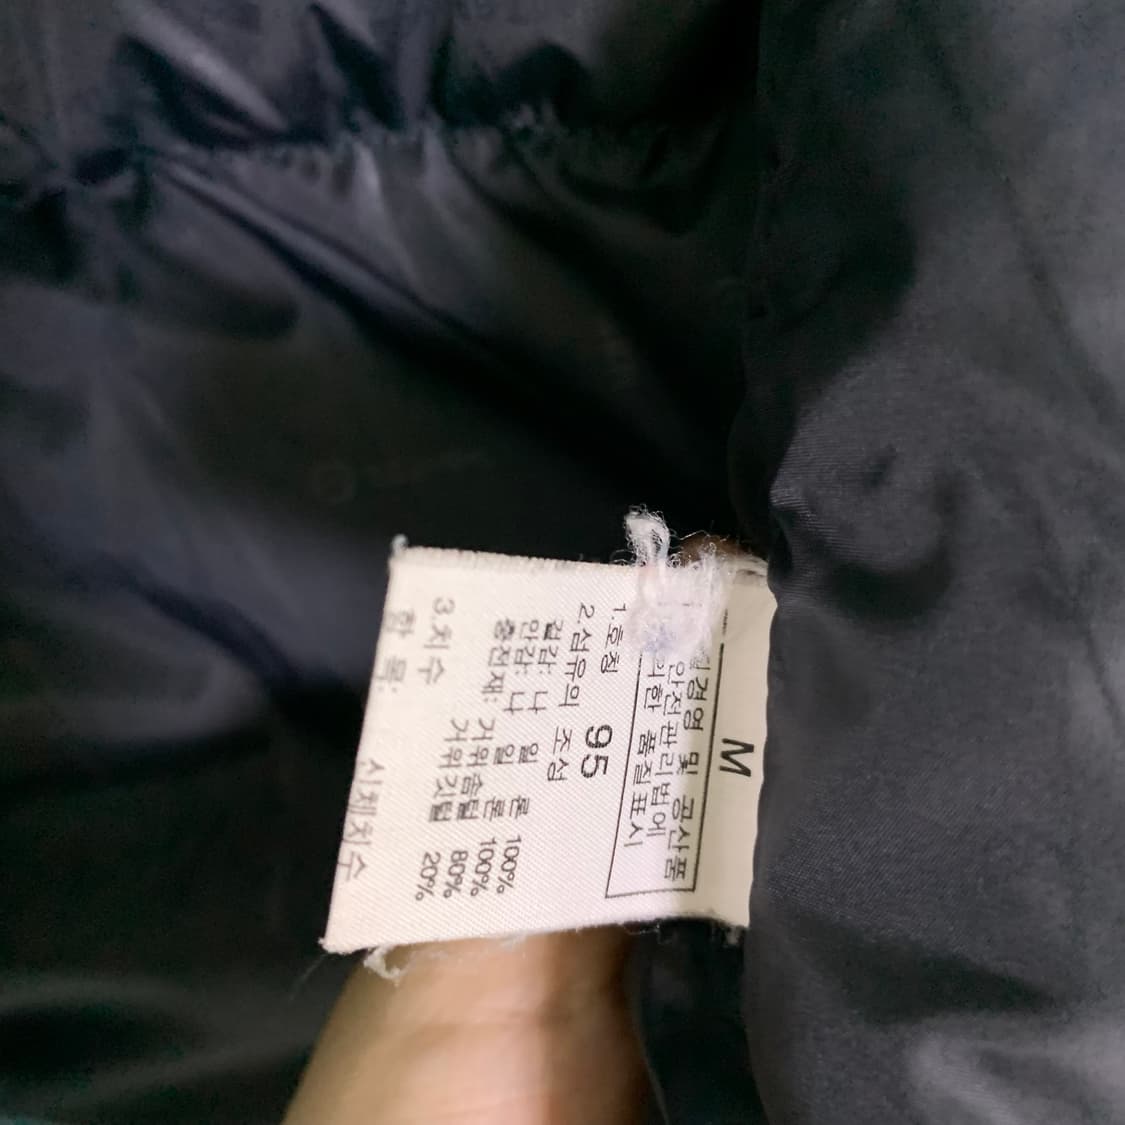 M
품질경영 및 공산품
안전관리법에
의한 품질표시
1.호칭 95
2.섬유의 조성
겉감: 나 일 론 100%
안감: 나 일 론 100%
충전재: 거위솜털 80%
거위깃털 20%
3.치수
항 목: 신체치수